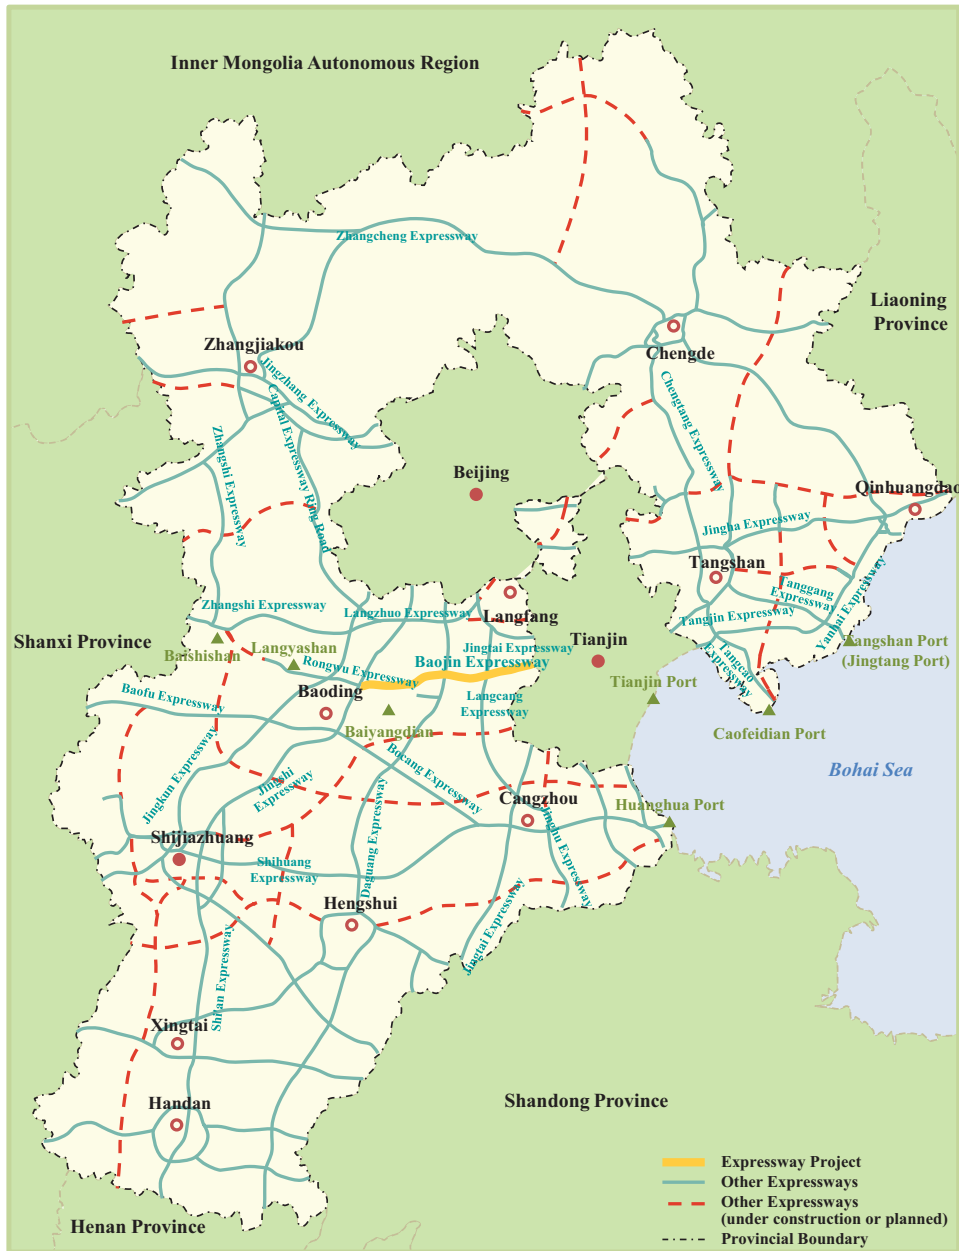 Inner Mongolia Autonomous Region
Zhangcheng Expressway
Liaoning
Province
Zhangjiakou
Chengde
Jingzhang Expressway
Capital Expressway Ring Road
Chengtang Expressway
Zhangshi Expressway
Beijing
Qinhuangdao
Jingha Expressway
Tangshan
Tanggang
Expressway
Yanhai Expressway
Tangjin Expressway
Tangcao
Expressway
Tangshan Port
(Jingtang Port)
Zhangshi Expressway
Langzhuo Expressway
Langfang
Shanxi Province
Baishishan
Langyashan
Jingtai Expressway
Baojin Expressway
Tianjin
Rongwu Expressway
Baofu Expressway
Baoding
Langcang
Expressway
Tianjin Port
Baiyangdian
Caofeidian Port
Bohai Sea
Jingkun Expressway
Jingshi
Expressway
Bocang Expressway
Daguang Expressway
Cangzhou
Huanghua Port
Jinghu Expressway
Shijiazhuang
Shihuang
Expressway
Hengshui
Jingtai Expressway
Shi'an Expressway
Xingtai
Handan
Shandong Province
Henan Province
Expressway Project
Other Expressways
Other Expressways
(under construction or planned)
Provincial Boundary